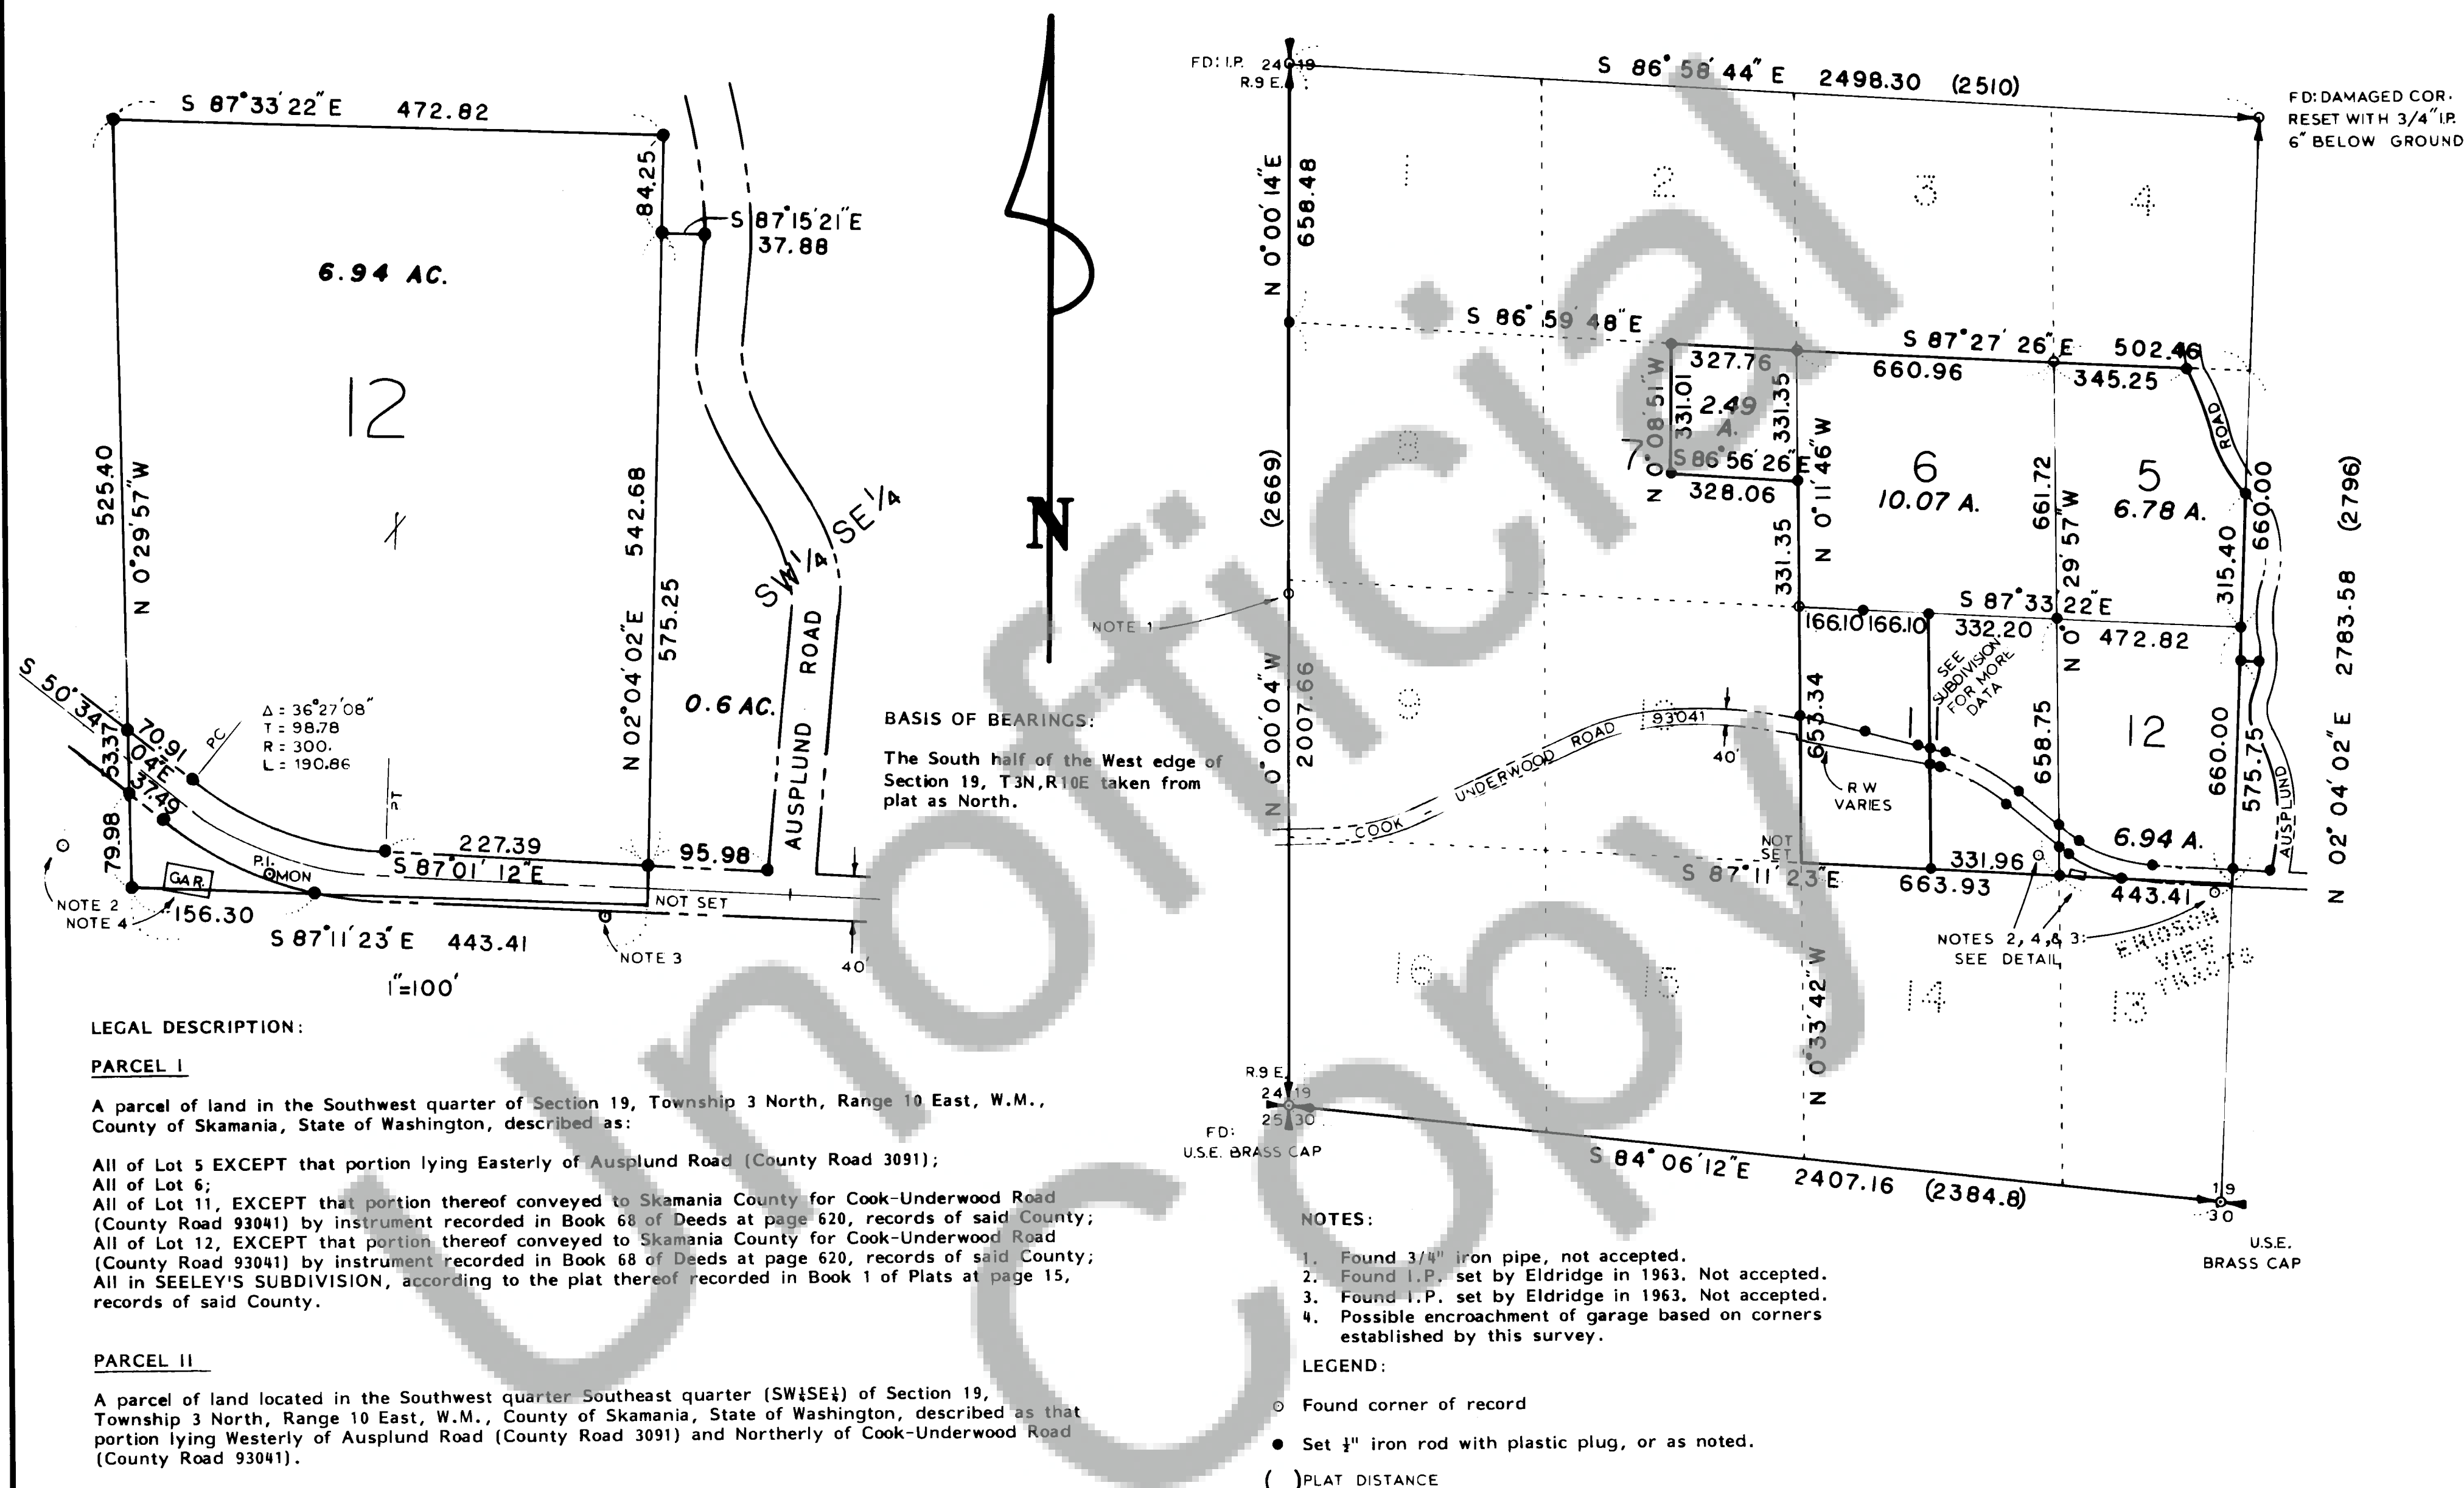 S 87°33'22"E 472.82
84.25
S 87°15'21"E
37.88
6.94 AC.
12
525.40
N 0°29'57"W
542.68
575.25
N 02°04'02"E
SW 1/4 SE 1/4
AUSPLUND ROAD
0.6 AC.
S 50°34'04"E
70.91
PC
53.37
37.49
79.98
Δ = 36°27'08"
T = 98.78
R = 300.
L = 190.86
PT
227.39
S 87°01'12"E
95.98
P.I.
MON
GAR.
NOTE 2
NOTE 4
156.30
NOT SET
S 87°11'23"E 443.41
NOTE 3
40'
1"=100'
N
BASIS OF BEARINGS:
The South half of the West edge of
Section 19, T3N,R10E taken from
plat as North.
LEGAL DESCRIPTION:
PARCEL I
A parcel of land in the Southwest quarter of Section 19, Township 3 North, Range 10 East, W.M.,
County of Skamania, State of Washington, described as:
All of Lot 5 EXCEPT that portion lying Easterly of Ausplund Road (County Road 3091);
All of Lot 6;
All of Lot 11, EXCEPT that portion thereof conveyed to Skamania County for Cook-Underwood Road
(County Road 93041) by instrument recorded in Book 68 of Deeds at page 620, records of said County;
All of Lot 12, EXCEPT that portion thereof conveyed to Skamania County for Cook-Underwood Road
(County Road 93041) by instrument recorded in Book 68 of Deeds at page 620, records of said County;
All in SEELEY'S SUBDIVISION, according to the plat thereof recorded in Book 1 of Plats at page 15,
records of said County.
PARCEL II
A parcel of land located in the Southwest quarter Southeast quarter (SW¼SE¼) of Section 19,
Township 3 North, Range 10 East, W.M., County of Skamania, State of Washington, described as that
portion lying Westerly of Ausplund Road (County Road 3091) and Northerly of Cook-Underwood Road
(County Road 93041).
FD: I.P. 24 19
R.9 E.
S 86°58'44"E 2498.30 (2510)
FD: DAMAGED COR.
RESET WITH 3/4" I.P.
6" BELOW GROUND
N 0°00'14"E
658.48
1
2
3
4
S 86°59'48"E
S 87°27'26"E 502.46
327.76
660.96
345.25
N 0°08'51"W
331.01
2.49
A.
331.35
N 0°11'46"W
7
8
S 86°56'26"E
328.06
6
10.07 A.
661.72
N 0°29'57"W
5
6.78 A.
ROAD
660.00
315.40
(2669)
331.35
NOTE 1
S 87°33'22"E
166.10 166.10
332.20
472.82
SEE
SUBDIVISION
FOR MORE
DATA
N 0°00'04"W
2007.66
9
10
93041
40'
COOK UNDERWOOD ROAD
653.34
R W
VARIES
11
658.75
12
660.00
575.75
AUSPLUND
6.94 A.
N 02°04'02"E 2783.58 (2796)
NOT
SET
S 87°11'23"E
331.96
663.93
443.41
NOTES 2, 4, & 3:
SEE DETAIL
VIEW
TRACTS
16
15
14
13
N 0°33'42"W
R.9 E.
24 19
25 30
FD:
U.S.E. BRASS CAP
S 84°06'12"E 2407.16 (2384.8)
19
30
U.S.E.
BRASS CAP
NOTES:
1. Found 3/4" iron pipe, not accepted.
2. Found I.P. set by Eldridge in 1963. Not accepted.
3. Found I.P. set by Eldridge in 1963. Not accepted.
4. Possible encroachment of garage based on corners
established by this survey.
LEGEND:
Found corner of record
Set ½" iron rod with plastic plug, or as noted.
( ) PLAT DISTANCE
Unofficial
Copy